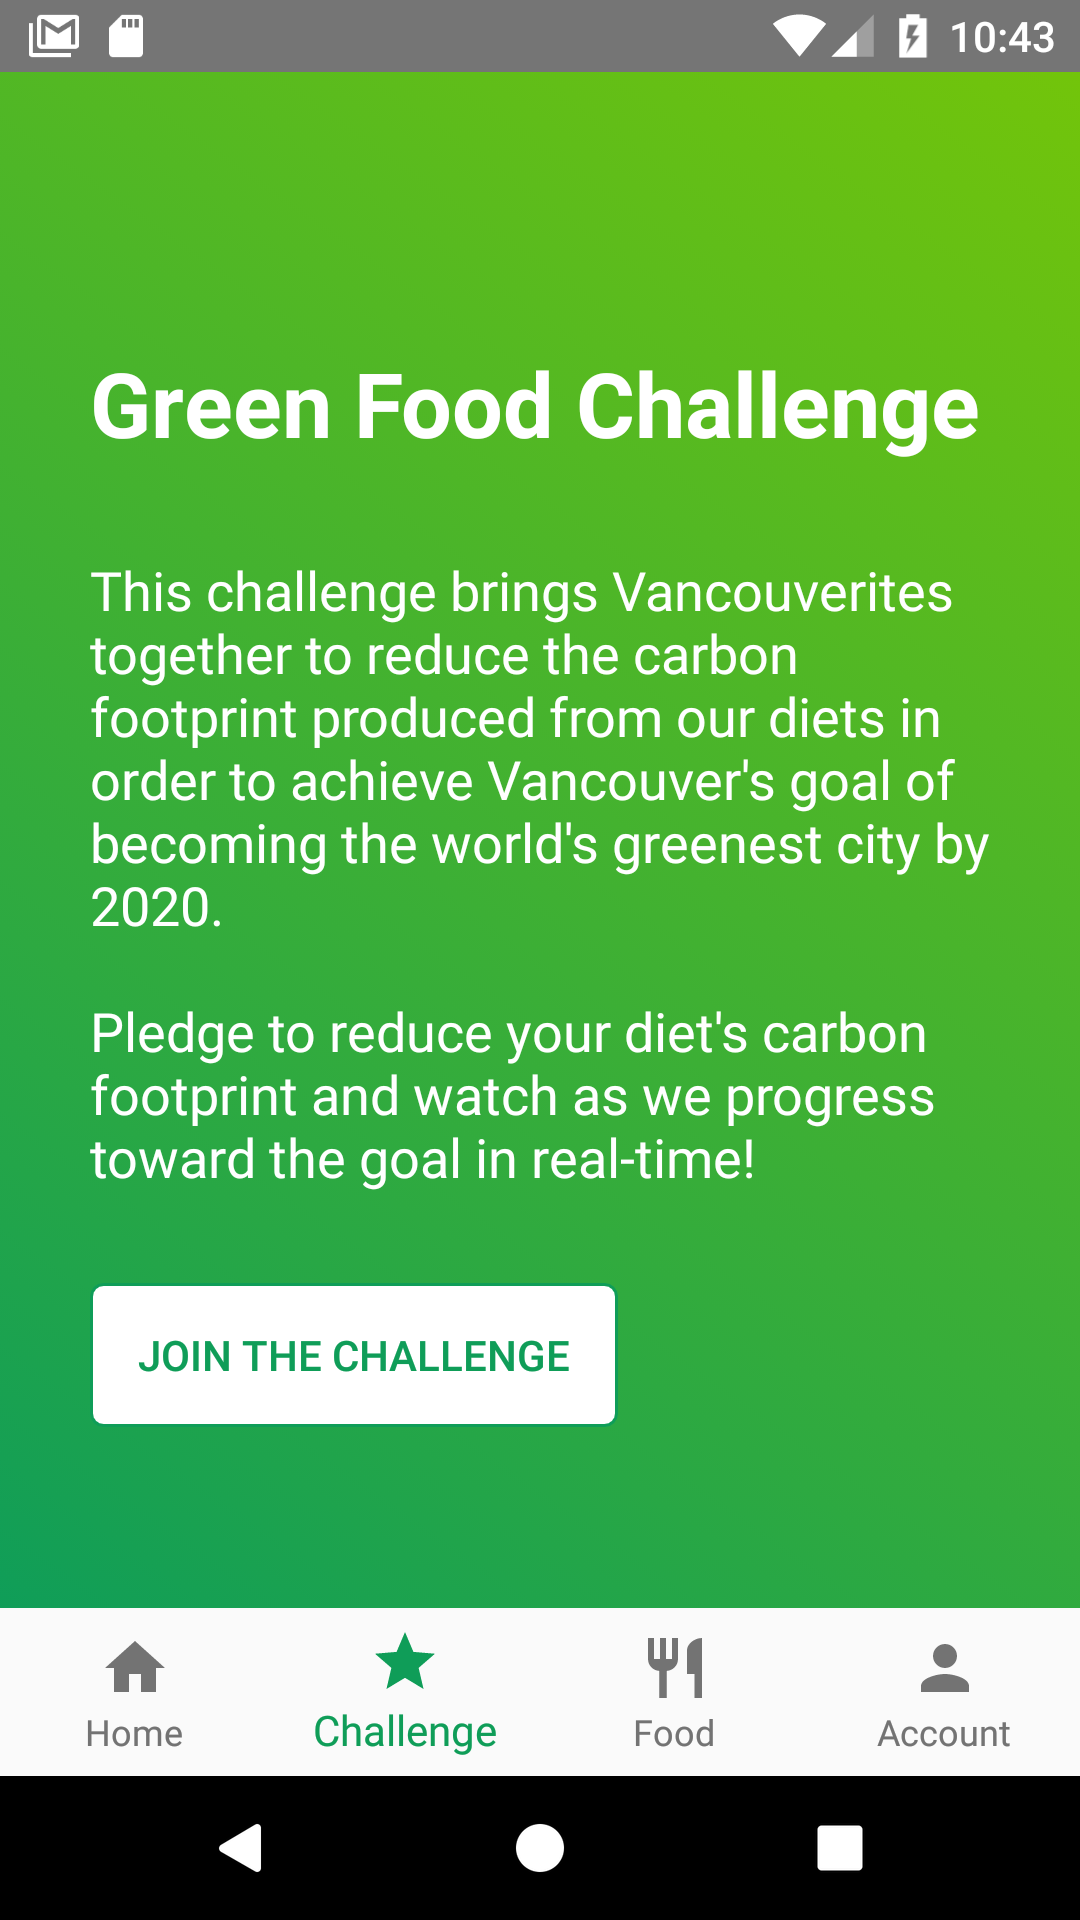 10:43
Green Food Challenge
This challenge brings Vancouverites
together to reduce the carbon
footprint produced from our diets in
order to achieve Vancouver's goal of
becoming the world's greenest city by
2020.
Pledge to reduce your diet's carbon
footprint and watch as we progress
toward the goal in real-time!
JOIN THE CHALLENGE
Home
Challenge
Food
Account